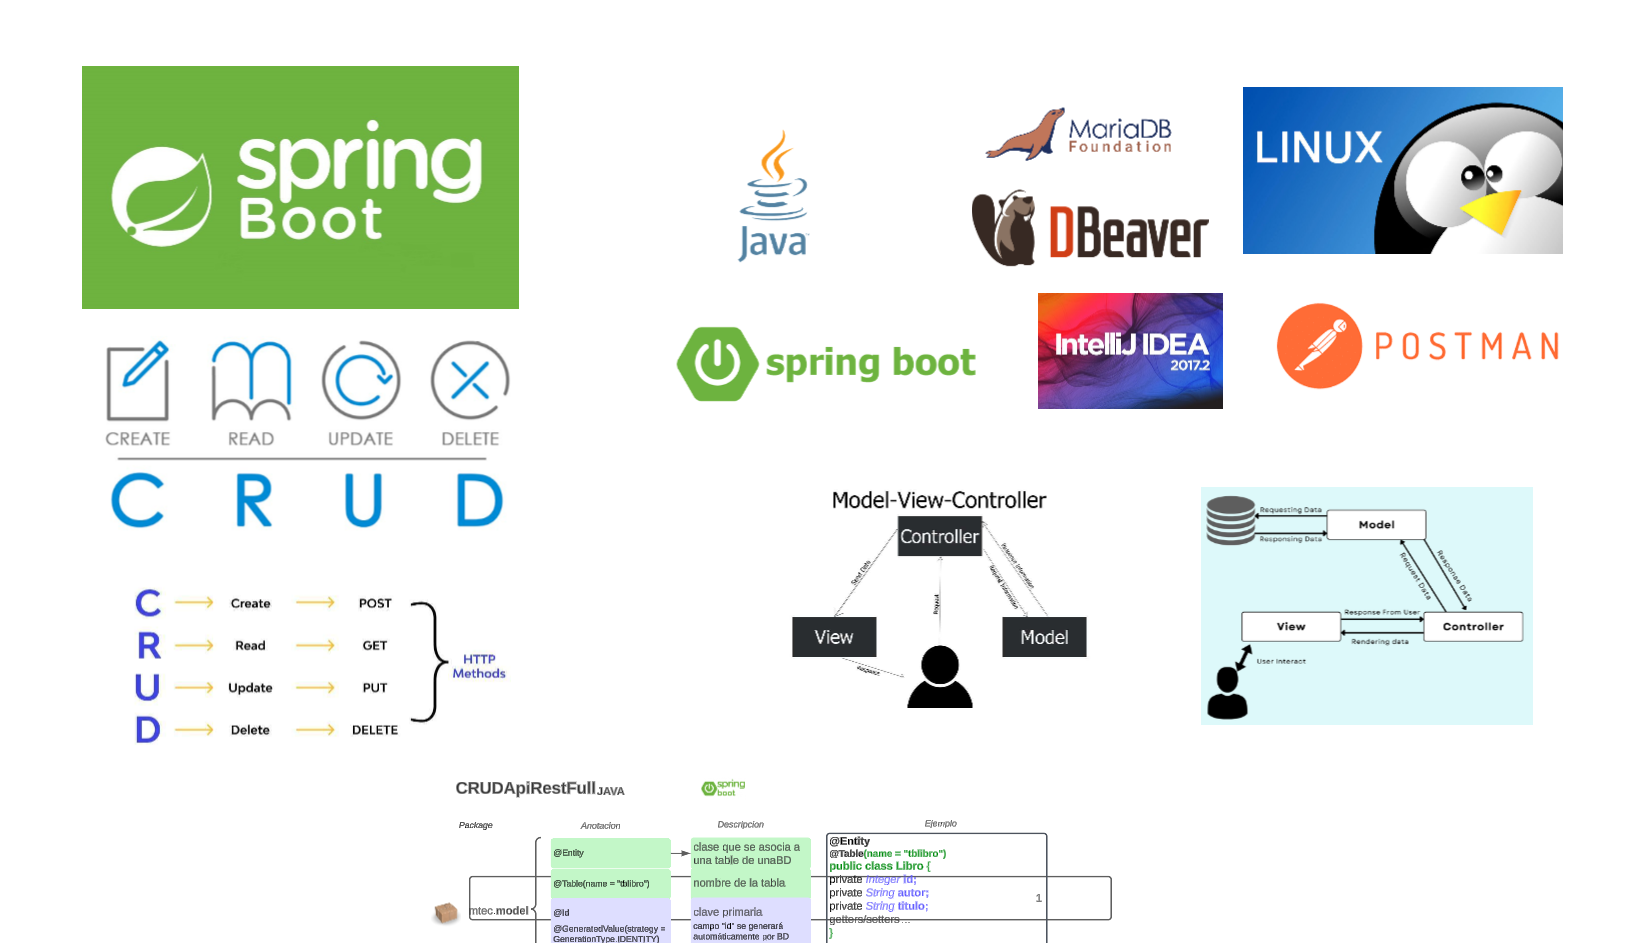 spring
Boot
CREATE READ UPDATE DELETE
C R U D
C Create POST
R Read GET
U Update PUT
D Delete DELETE
HTTP
Methods
Java
MariaDB
Foundation
DBeaver
LINUX
spring boot
IntelliJ IDEA
2017.2
POSTMAN
Model-View-Controller
Controller
Send Data
Request
View
Model
Requesting Data
Responsing Data
Model
Request Data
Response Data
Response From User
View
Controller
Rendering data
User Interact
CRUDApiRestFull JAVA
spring
boot
Package Anotacion Descripcion Ejemplo
@Entity
clase que se asocia a
una table de unaBD
@Table(name = "tblibro")
nombre de la tabla
mtec.model
@Id
clave primaria
@GeneratedValue(strategy =
GenerationType.IDENTITY)
campo "id" se generará
automáticamente por BD
@Entity
@Table(name = "tblibro")
public class Libro {
private Integer id;
private String autor;
private String titulo;
getters/setters ...
}
1